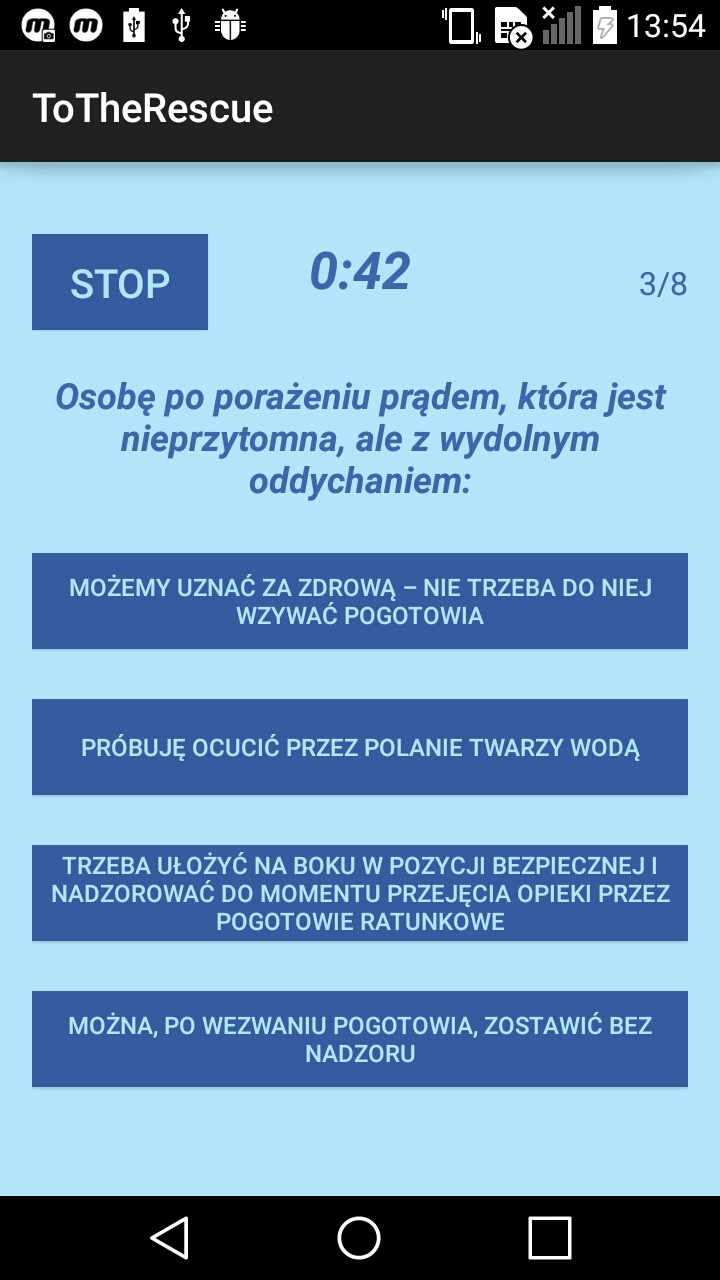 13:54
ToTheRescue
STOP
0:42
3/8
Osobę po porażeniu prądem, która jest
nieprzytomna, ale z wydolnym
oddychaniem:
MOŻEMY UZNAĆ ZA ZDROWĄ – NIE TRZEBA DO NIEJ
WZYWAĆ POGOTOWIA
PRÓBUJĘ OCUCIĆ PRZEZ POLANIE TWARZY WODĄ
TRZEBA UŁOŻYĆ NA BOKU W POZYCJI BEZPIECZNEJ I
NADZOROWAĆ DO MOMENTU PRZEJĘCIA OPIEKI PRZEZ
POGOTOWIE RATUNKOWE
MOŻNA, PO WEZWANIU POGOTOWIA, ZOSTAWIĆ BEZ
NADZORU